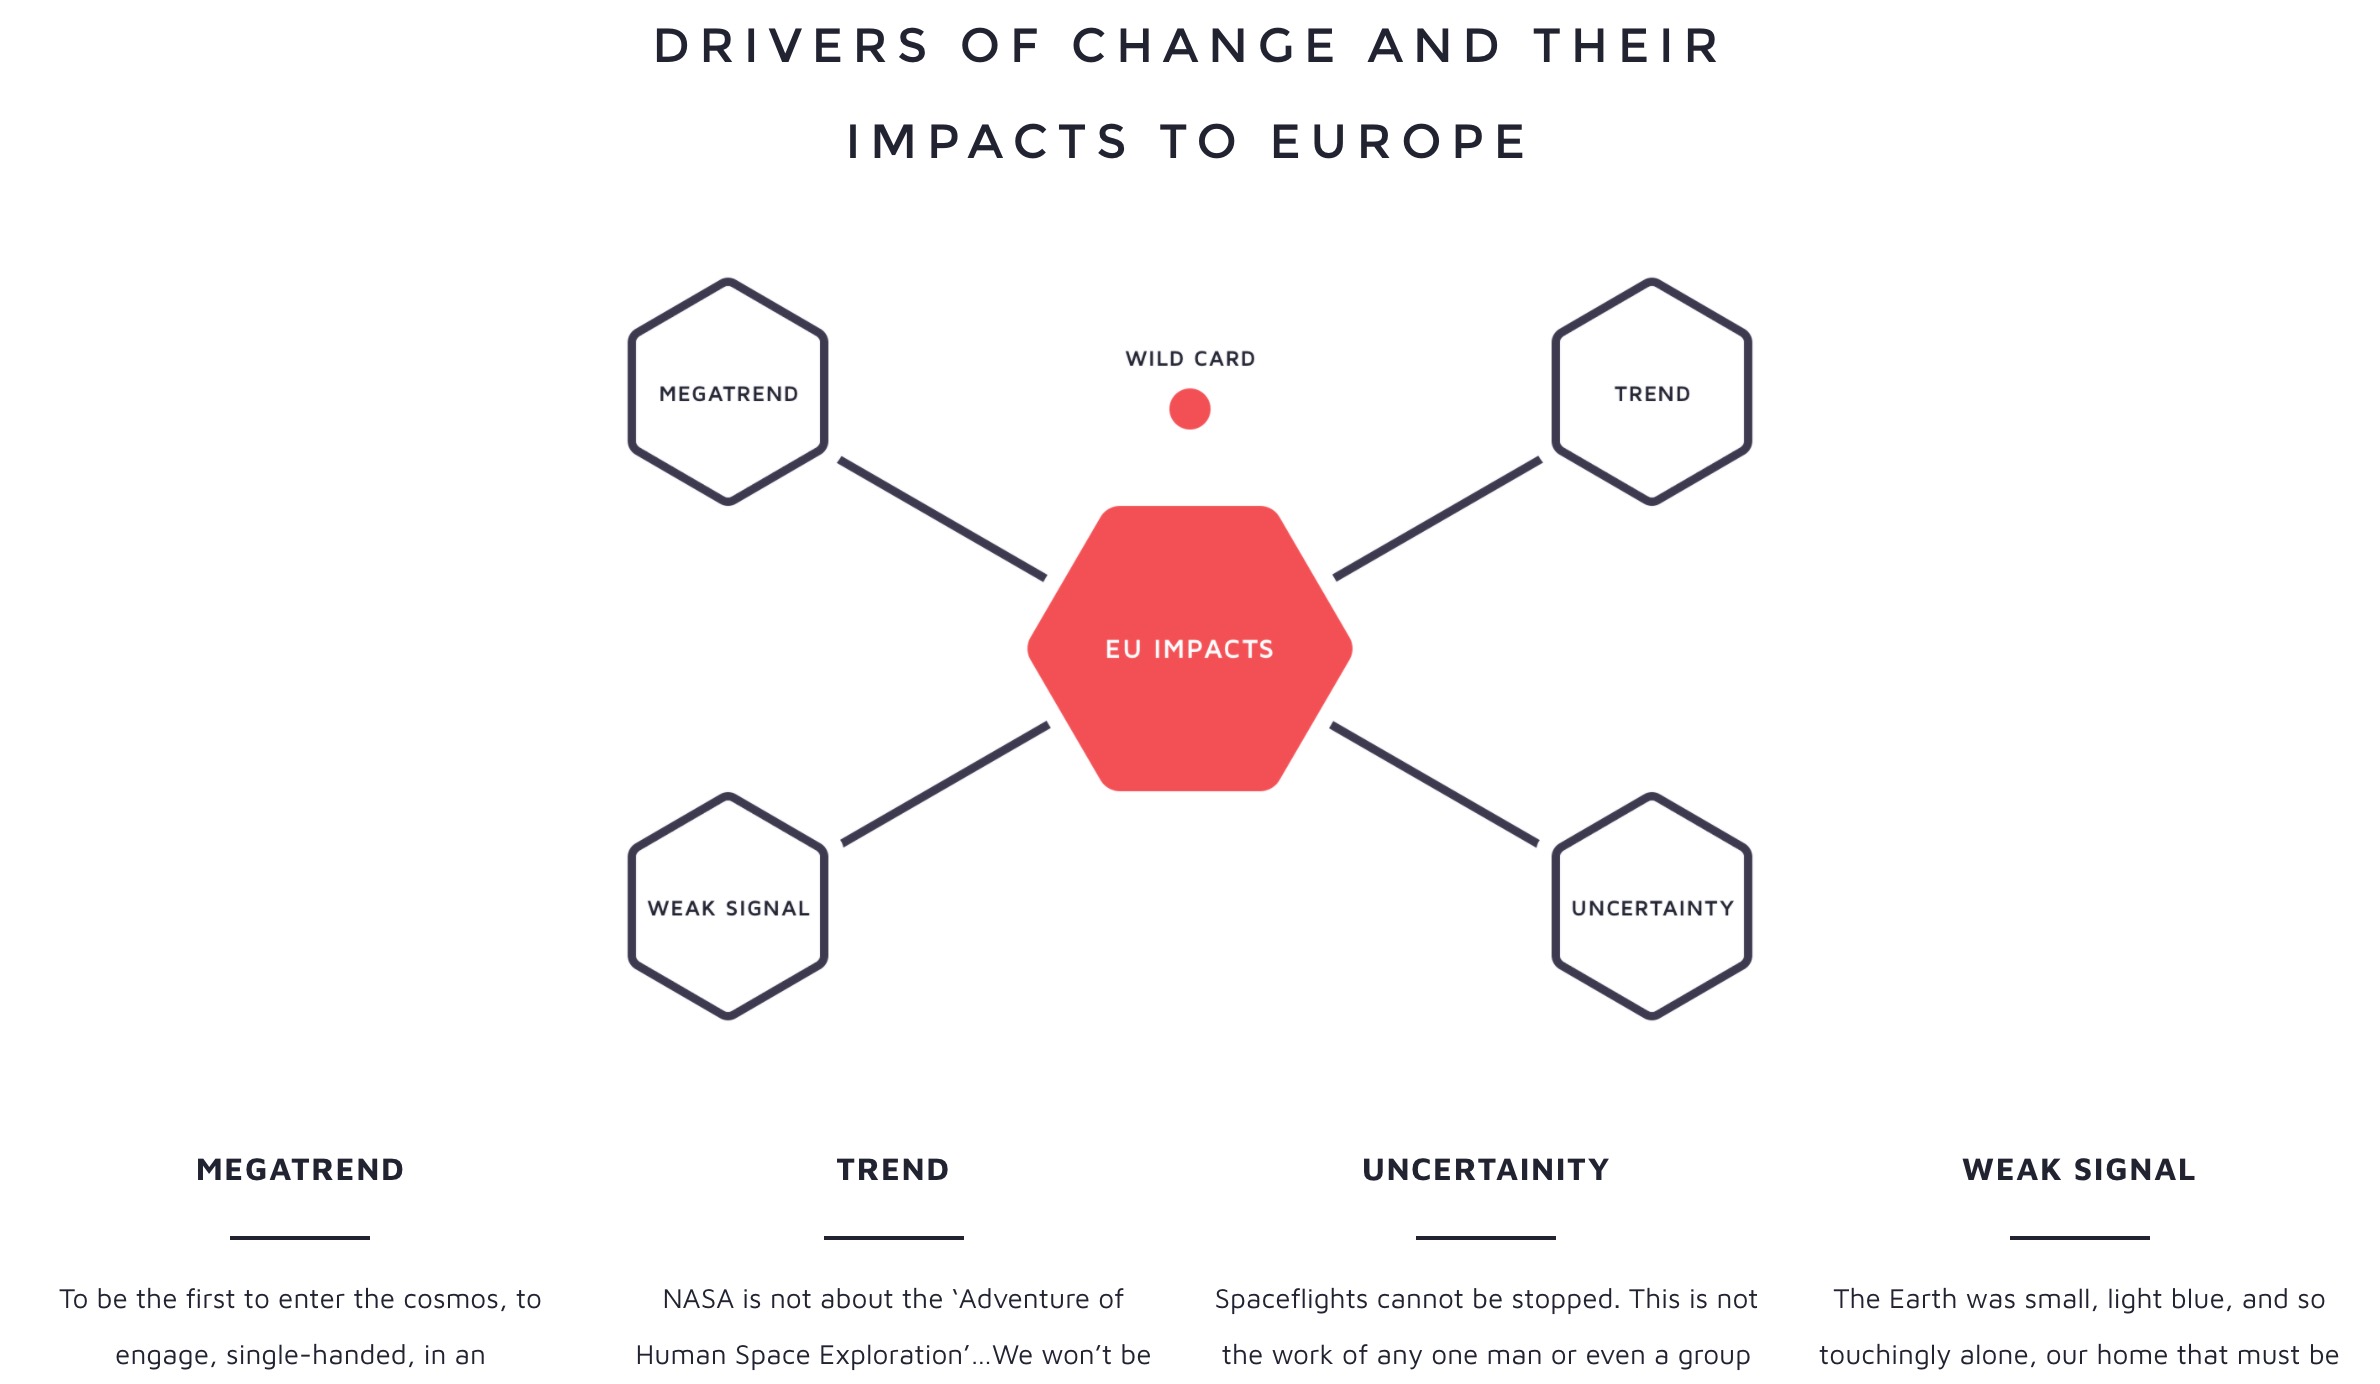 DRIVERS OF CHANGE AND THEIR
IMPACTS TO EUROPE
MEGATREND
WILD CARD
TREND
EU IMPACTS
WEAK SIGNAL
UNCERTAINTY
MEGATREND
To be the first to enter the cosmos, to
engage, single-handed, in an
TREND
NASA is not about the ‘Adventure of
Human Space Exploration’...We won’t be
UNCERTAINITY
Spaceflights cannot be stopped. This is not
the work of any one man or even a group
WEAK SIGNAL
The Earth was small, light blue, and so
touchingly alone, our home that must be